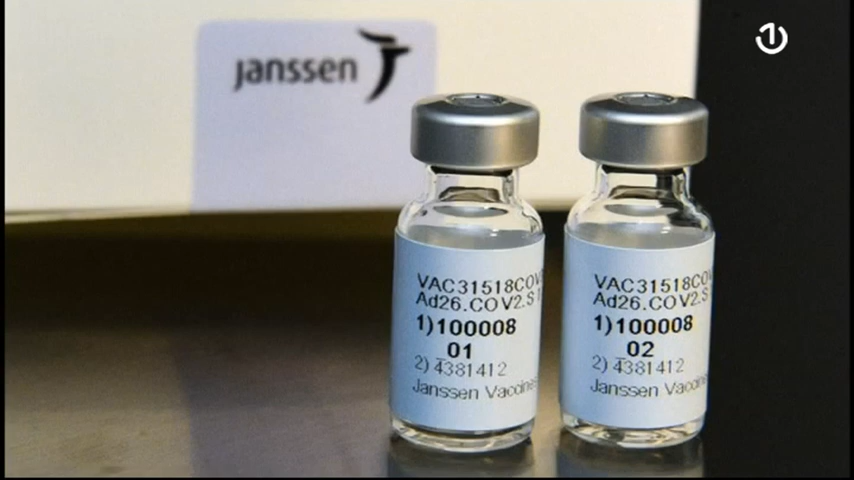 Janssen
1
VAC31518COV
Ad26.COV2.S
1)100008
01
2) 4381412
Janssen Vaccine
VAC31518COV
Ad26.COV2.S
1)100008
02
2) 4381412
Janssen Vaccine